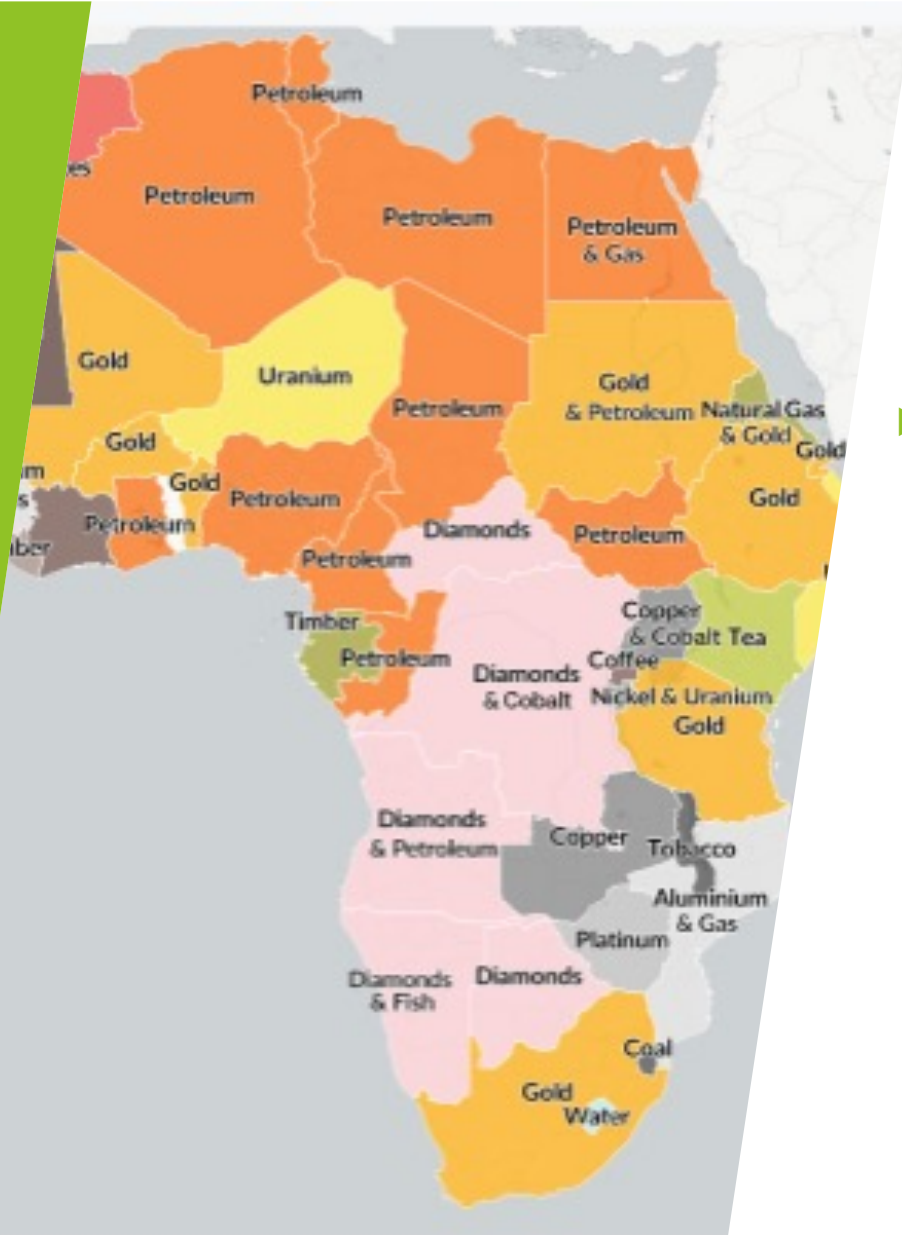 Petroleum
es
Petroleum
Petroleum
Petroleum
& Gas
Gold
Uranium
Gold
& Petroleum
Petroleum
Natural Gas
& Gold
Gold
Gold
Gold
Petroleum
Gold
m
s
Petroleum
Diamonds
Petroleum
ber
Petroleum
Timber
Petroleum
Copper
& Cobalt
Tea
Coffee
Diamonds
& Cobalt
Nickel & Uranium
Gold
Diamonds
& Petroleum
Copper
Tobacco
Aluminium
& Gas
Platinum
Diamonds
& Fish
Diamonds
Coal
Gold
Water